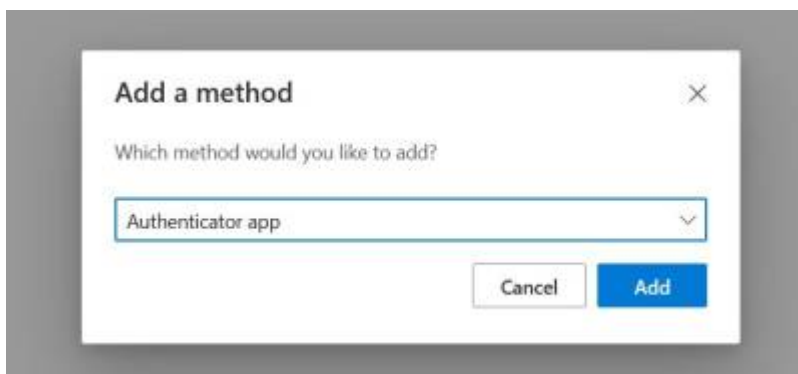 Add a method
Which method would you like to add?
Authenticator app
Cancel Add